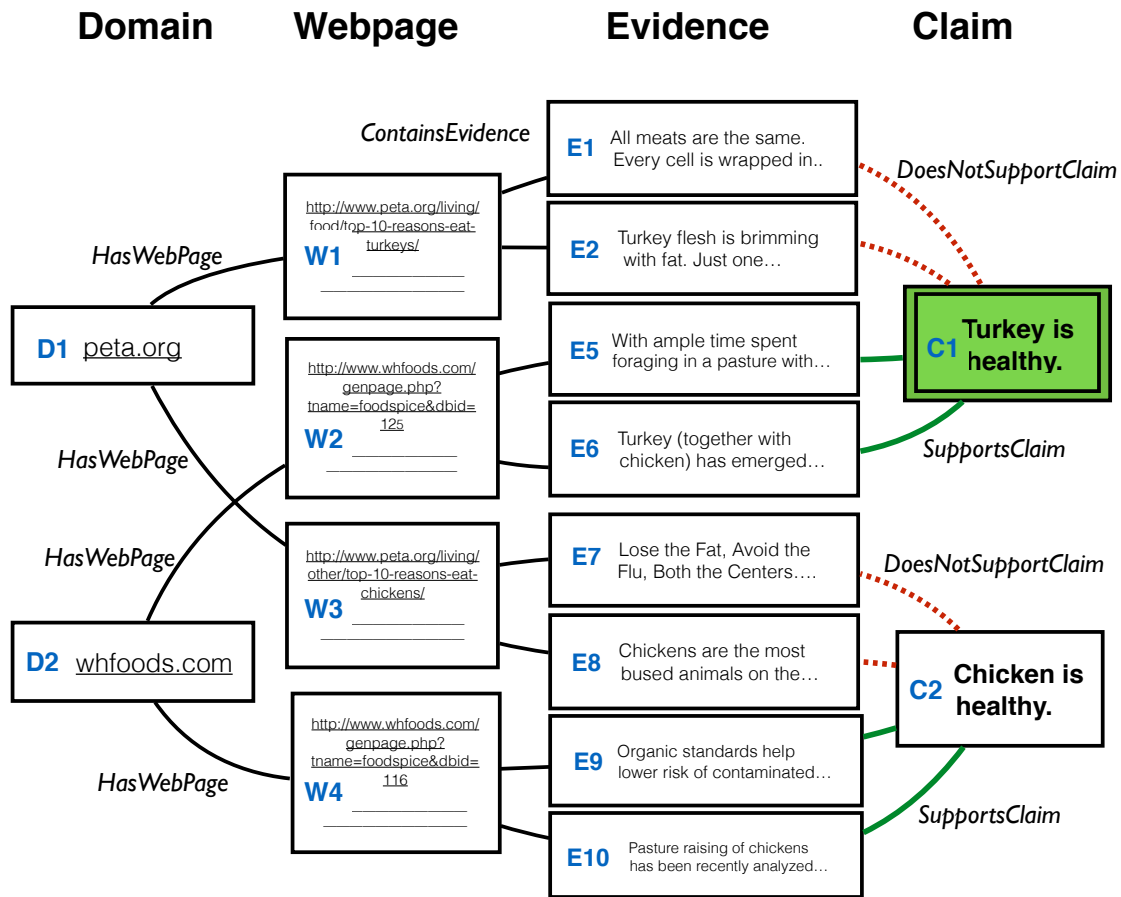 Domain Webpage Evidence Claim
ContainsEvidence
HasWebPage
HasWebPage
HasWebPage
HasWebPage
D1 peta.org
D2 whfoods.com
http://www.peta.org/living/
food/top-10-reasons-eat-
turkeys/
W1
http://www.whfoods.com/
genpage.php?
tname=foodspice&dbid=
125
W2
http://www.peta.org/living/
other/top-10-reasons-eat-
chickens/
W3
http://www.whfoods.com/
genpage.php?
tname=foodspice&dbid=
116
W4
E1 All meats are the same.
Every cell is wrapped in..
E2 Turkey flesh is brimming
with fat. Just one…
E5 With ample time spent
foraging in a pasture with…
E6 Turkey (together with
chicken) has emerged…
E7 Lose the Fat, Avoid the
Flu, Both the Centers….
E8 Chickens are the most
bused animals on the…
E9 Organic standards help
lower risk of contaminated…
E10 Pasture raising of chickens
has been recently analyzed…
DoesNotSupportClaim
C1 Turkey is
healthy.
SupportsClaim
DoesNotSupportClaim
C2 Chicken is
healthy.
SupportsClaim